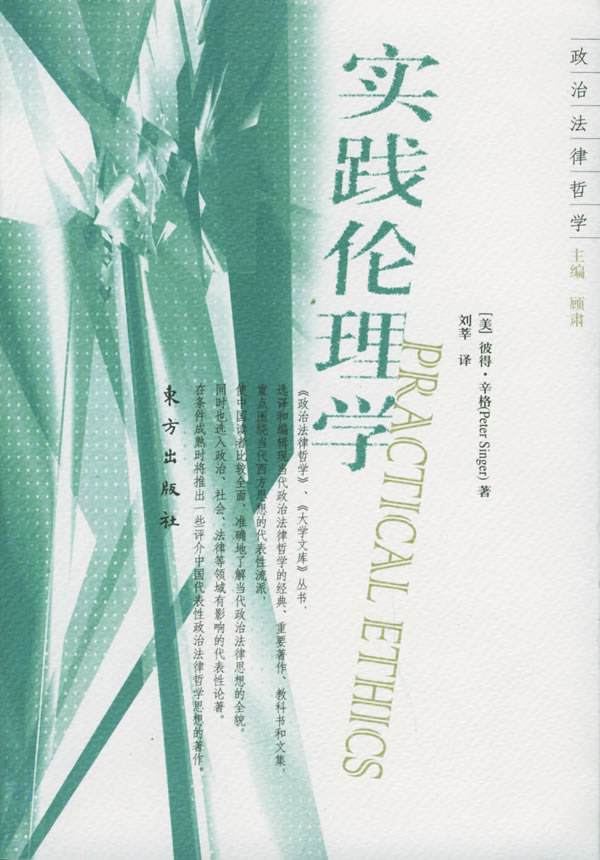 政治法律哲学
主编 顾肃
[美] 彼得·辛格(Peter Singer) 著
刘莘 译
实践伦理学
PRACTICAL ETHICS
《政治法律哲学》、《大学文库》丛书,
选译和编辑现当代政治法律哲学的经典、重要著作、教科书和文集,
重点围绕当代西方思想的代表性流派,
使中国读者比较全面、准确地了解当代政治法律思想的全貌。
同时也选入政治、社会、法律等领域有影响的代表性论著。
在条件成熟时将推出一些评介中国代表性政治法律哲学思想的著作。
東方出版社